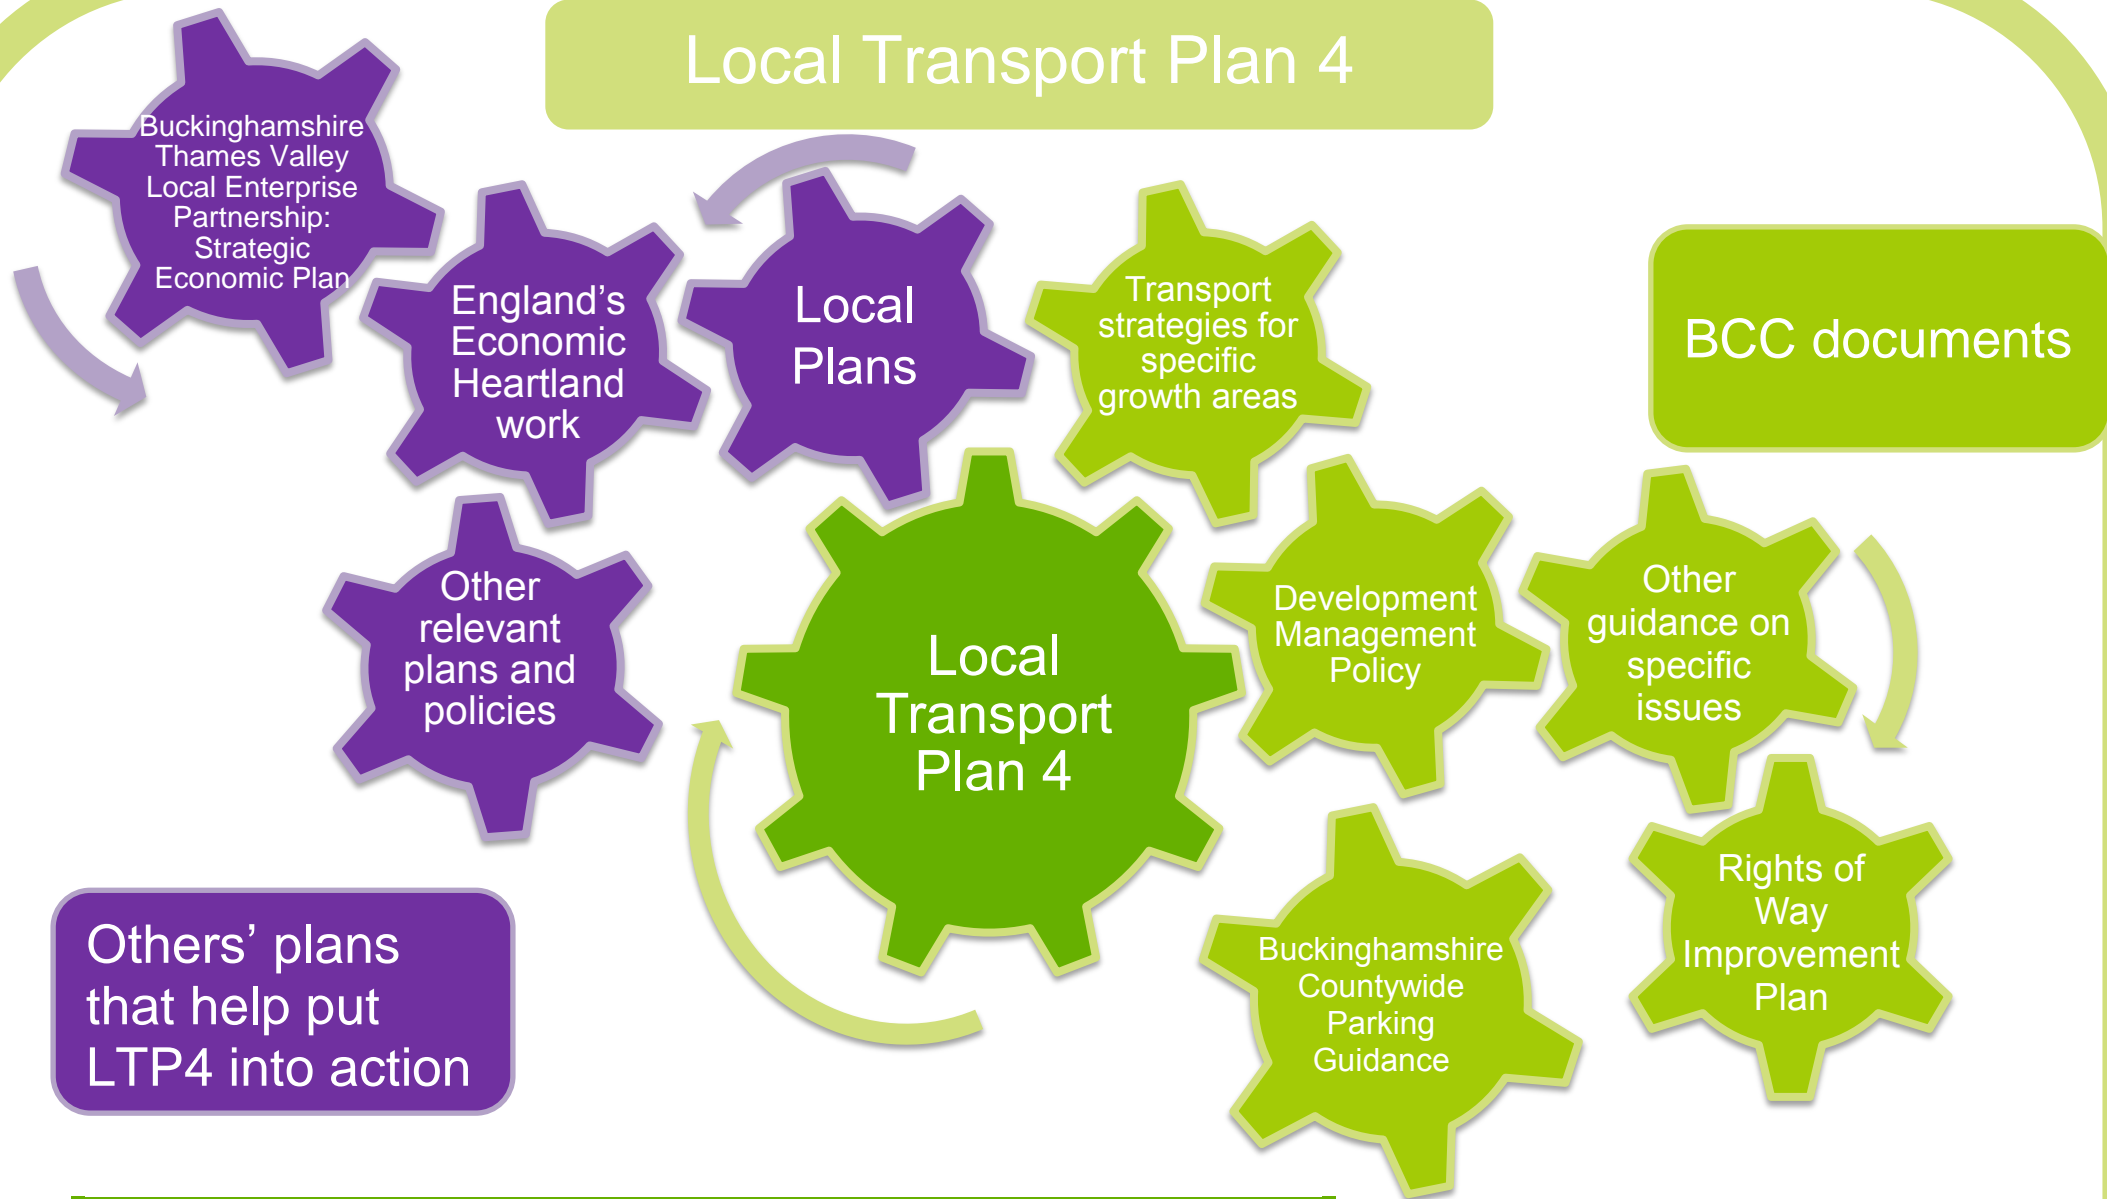 Local Transport Plan 4
Buckinghamshire
Thames Valley
Local Enterprise
Partnership:
Strategic
Economic Plan
England’s
Economic
Heartland
work
Local
Plans
Transport
strategies for
specific
growth areas
BCC documents
Other
relevant
plans and
policies
Local
Transport
Plan 4
Development
Management
Policy
Other
guidance on
specific
issues
Others’ plans
that help put
LTP4 into action
Buckinghamshire
Countywide
Parking
Guidance
Rights of
Way
Improvement
Plan